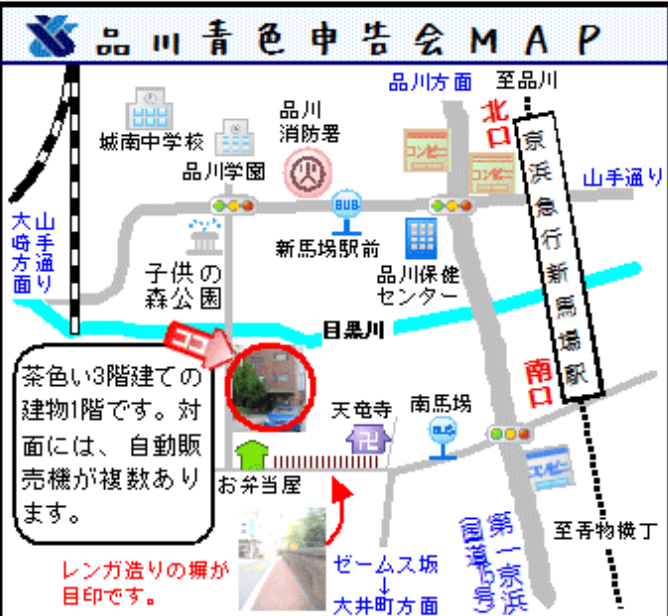 品川青色申告会MAP
品川方面
至品川
北口
京浜急行新馬場駅
城南中学校
品川学園
品川
消防署
コンビニ
コンビニ
山手通り
山手通り
大崎方面
BUS
新馬場駅前
子供の
森公園
品川保健
センター
目黒川
ココ
茶色い3階建ての
建物1階です。対
面には、自動販
売機が複数あり
ます。
南口
天竜寺
南馬場
卍
BUS
お弁当屋
コンビニ
レンガ造りの塀が
目印です。
ゼームス坂
↓
大井町方面
第一京浜
(国道15号)
至青物横丁